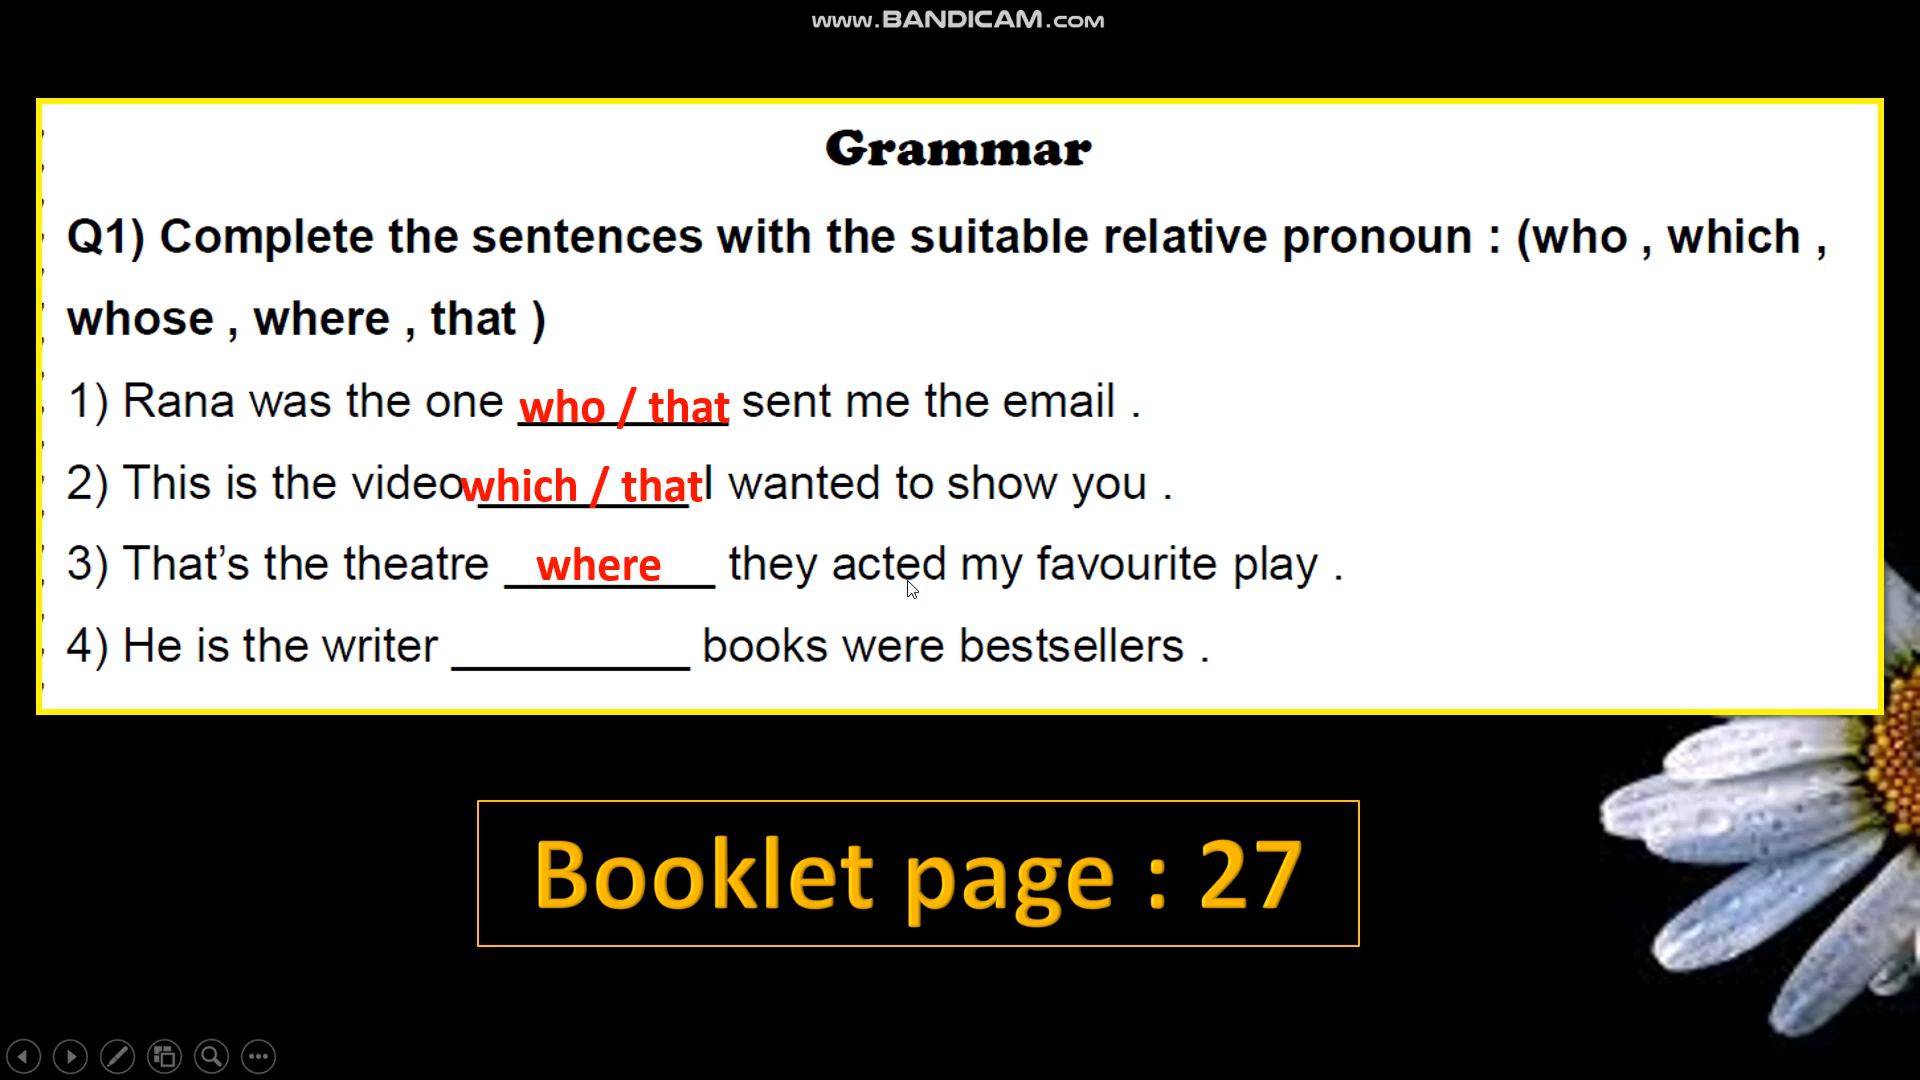 www.BANDICAM.com
Grammar
Q1) Complete the sentences with the suitable relative pronoun : (who , which ,
whose , where , that )
1) Rana was the one who / that sent me the email .
2) This is the video which / that I wanted to show you .
3) That’s the theatre where they acted my favourite play .
4) He is the writer __________ books were bestsellers .
Booklet page : 27